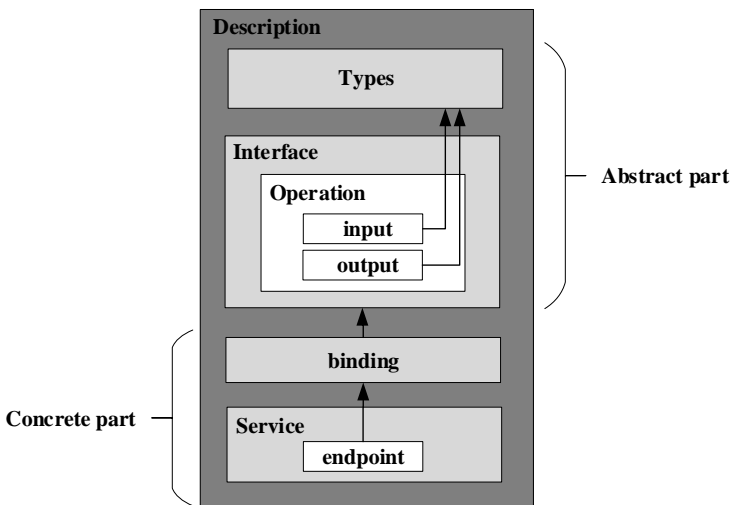 Description
Types
Interface
Operation
input
output
Abstract part
binding
Concrete part
Service
endpoint